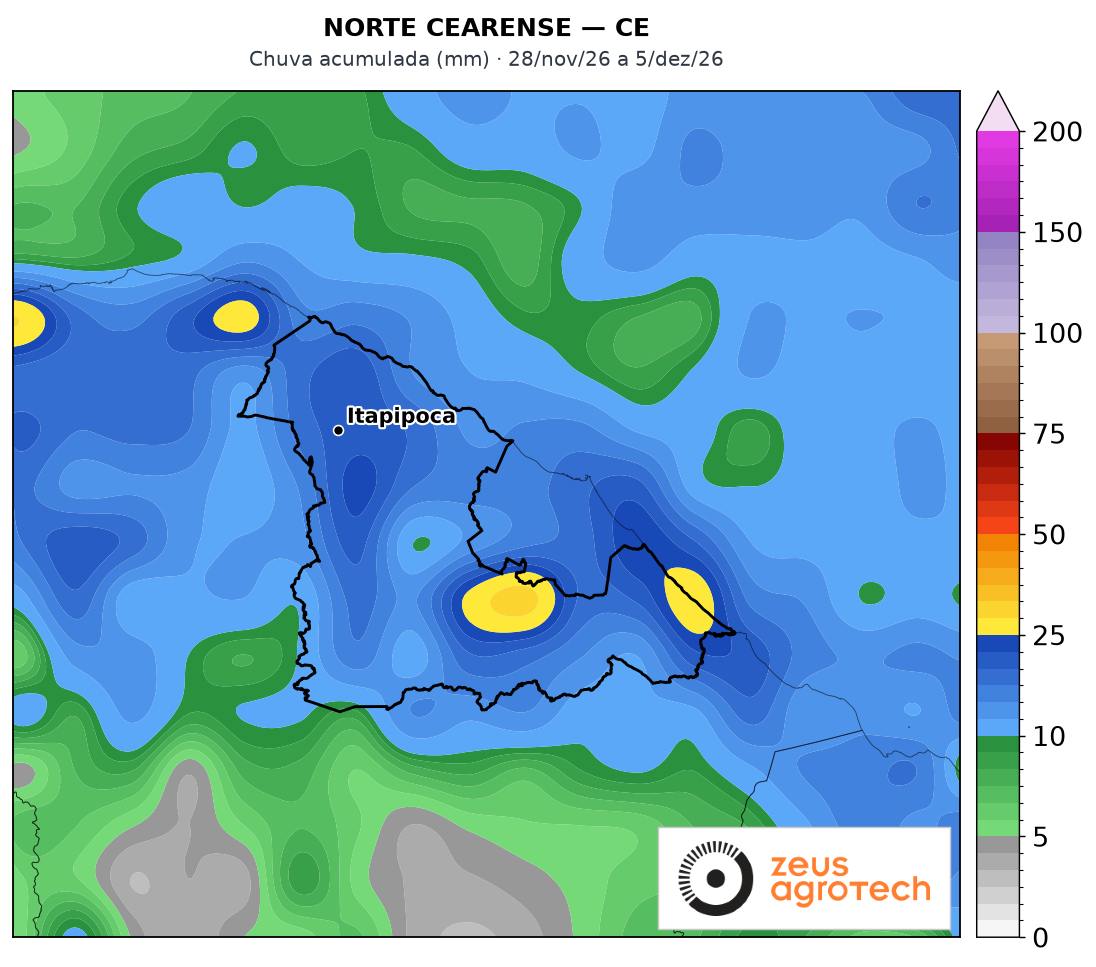 NORTE CEARENSE — CE
Chuva acumulada (mm) · 28/nov/26 a 5/dez/26
Itapipoca
200
150
100
75
50
25
10
5
0
zeus
agrotech